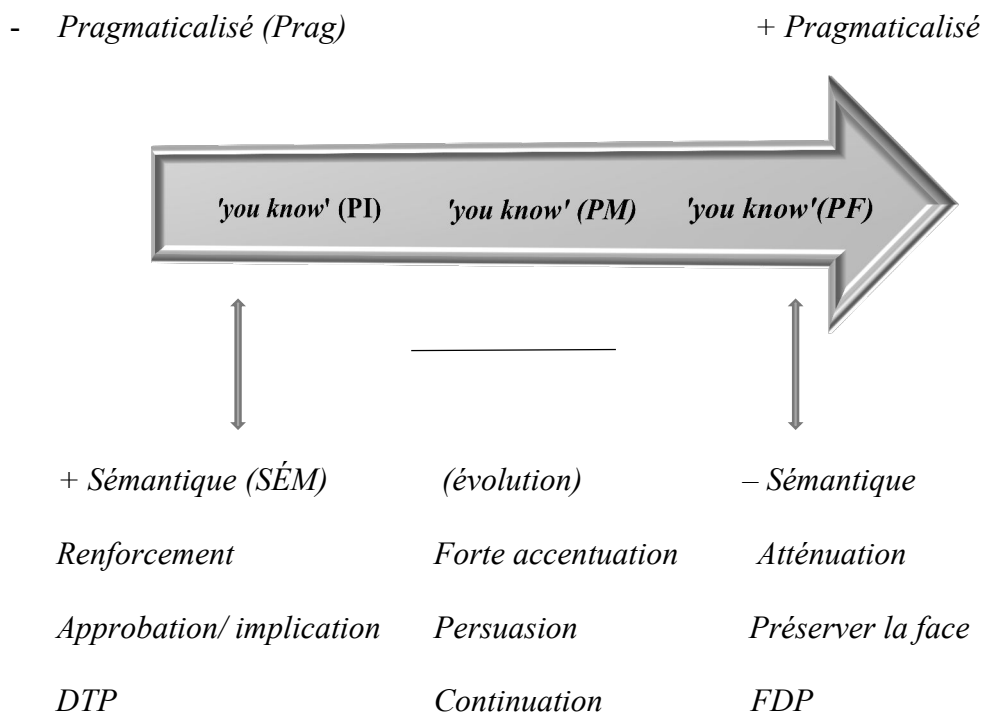 - Pragmaticalisé (Prag) + Pragmaticalisé
'you know' (PI) 'you know' (PM) 'you know'(PF)
+ Sémantique (SÉM) (évolution) – Sémantique
Renforcement Forte accentuation Atténuation
Approbation/ implication Persuasion Préserver la face
DTP Continuation FDP